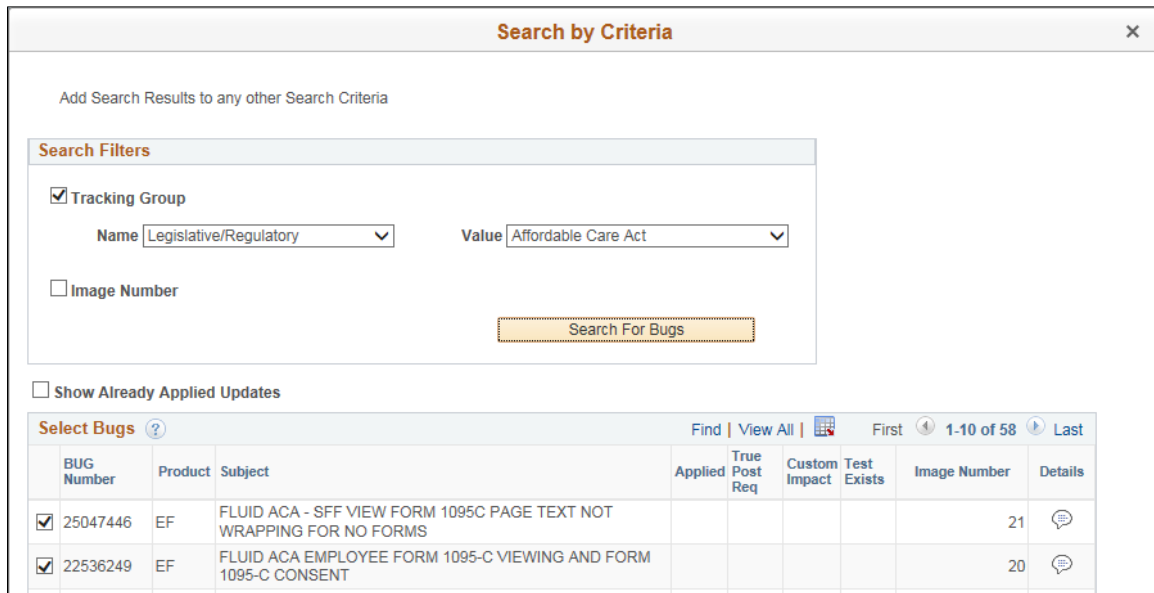 Search by Criteria ×
Add Search Results to any other Search Criteria
Search Filters
Tracking Group
Name Legislative/Regulatory Value Affordable Care Act
Image Number
Search For Bugs
Show Already Applied Updates
Select Bugs ? Find | View All | First 1-10 of 58 Last
BUG Number Product Subject Applied True Post Req Custom Impact Test Exists Image Number Details
25047446 EF FLUID ACA - SFF VIEW FORM 1095C PAGE TEXT NOT
WRAPPING FOR NO FORMS 21
22536249 EF FLUID ACA EMPLOYEE FORM 1095-C VIEWING AND FORM
1095-C CONSENT 20